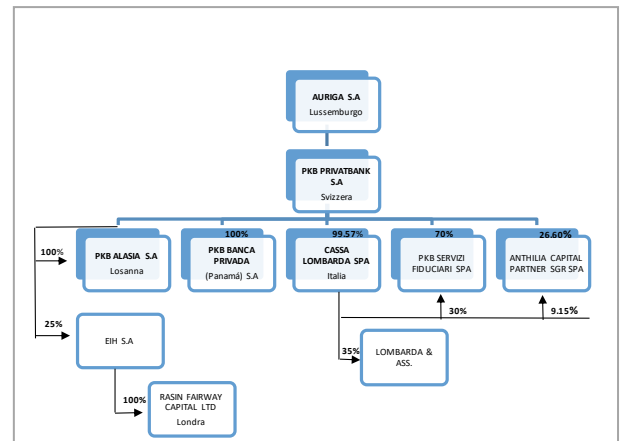 AURIGA S.A
Lussemburgo
PKB PRIVATBANK
S.A
Svizzera
100%
PKB ALASIA S.A
Losanna
100%
PKB BANCA
PRIVADA
(Panamá) S.A
99.57%
CASSA
LOMBARDA SPA
Italia
70%
PKB SERVIZI
FIDUCIARI SPA
26.60%
ANTHILIA CAPITAL
PARTNER SGR SPA
30%
9.15%
25%
EIH S.A
35%
LOMBARDA &
ASS.
100%
RASIN FAIRWAY
CAPITAL LTD
Londra